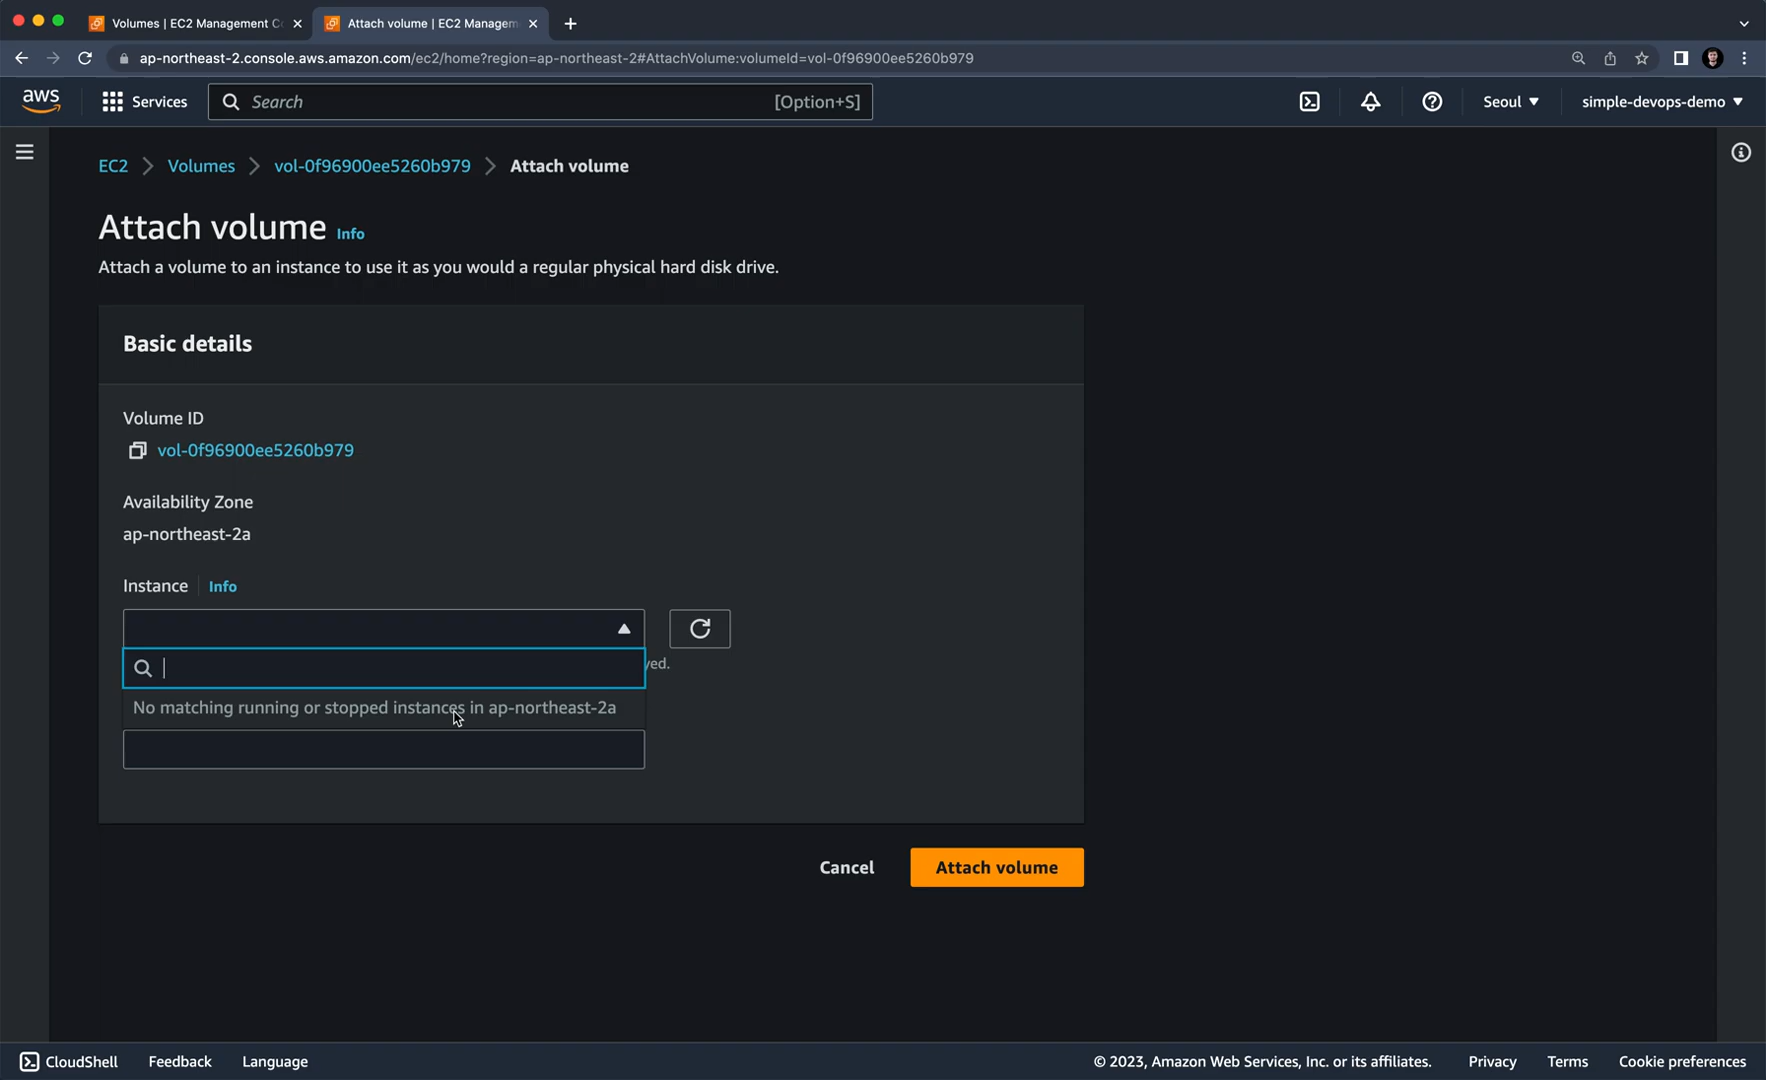 Volumes | EC2 Management Co
Attach volume | EC2 Managem
ap-northeast-2.console.aws.amazon.com/ec2/home?region=ap-northeast-2#AttachVolume:volumeId=vol-0f96900ee5260b979
aws
Services
Search
[Option+S]
Seoul
simple-devops-demo
EC2
Volumes
vol-0f96900ee5260b979
Attach volume
Attach volume Info
Attach a volume to an instance to use it as you would a regular physical hard disk drive.
Basic details
Volume ID
vol-0f96900ee5260b979
Availability Zone
ap-northeast-2a
Instance Info
ved.
No matching running or stopped instances in ap-northeast-2a
Cancel
Attach volume
CloudShell
Feedback
Language
© 2023, Amazon Web Services, Inc. or its affiliates.
Privacy
Terms
Cookie preferences